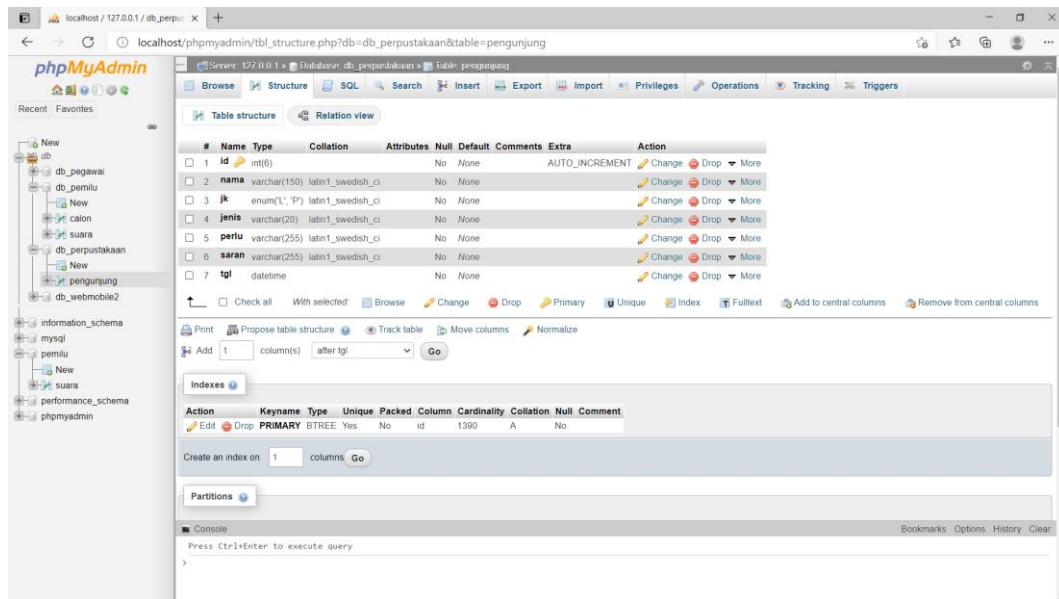 localhost / 127.0.0.1 / db_perpu
localhost/phpmyadmin/tbl_structure.php?db=db_perpustakaan&table=pengunjung
phpMyAdmin
Recent Favorites
New
db
db_pegawai
db_pemilu
New
calon
suara
db_perpustakaan
New
pengunjung
db_webmobile2
information_schema
mysql
pemilu
New
suara
performance_schema
phpmyadmin
Server: 127.0.0.1 » Database: db_perpustakaan » Table: pengunjung
Browse Structure SQL Search Insert Export Import Privileges Operations Tracking Triggers
Table structure Relation view
# Name Type Collation Attributes Null Default Comments Extra Action
1 id int(6) No None AUTO_INCREMENT Change Drop More
2 nama varchar(150) latin1_swedish_ci No None Change Drop More
3 jk enum('L', 'P') latin1_swedish_ci No None Change Drop More
4 jenis varchar(20) latin1_swedish_ci No None Change Drop More
5 perlu varchar(255) latin1_swedish_ci No None Change Drop More
6 saran varchar(255) latin1_swedish_ci No None Change Drop More
7 tgl datetime No None Change Drop More
Check all With selected: Browse Change Drop Primary Unique Index Fulltext Add to central columns Remove from central columns
Print Propose table structure Track table Move columns Normalize
Add 1 column(s) after tgl Go
Indexes
Action Keyname Type Unique Packed Column Cardinality Collation Null Comment
Edit Drop PRIMARY BTREE Yes No id 1390 A No
Create an index on 1 columns Go
Partitions
Console Bookmarks Options History Clear
Press Ctrl+Enter to execute query
>